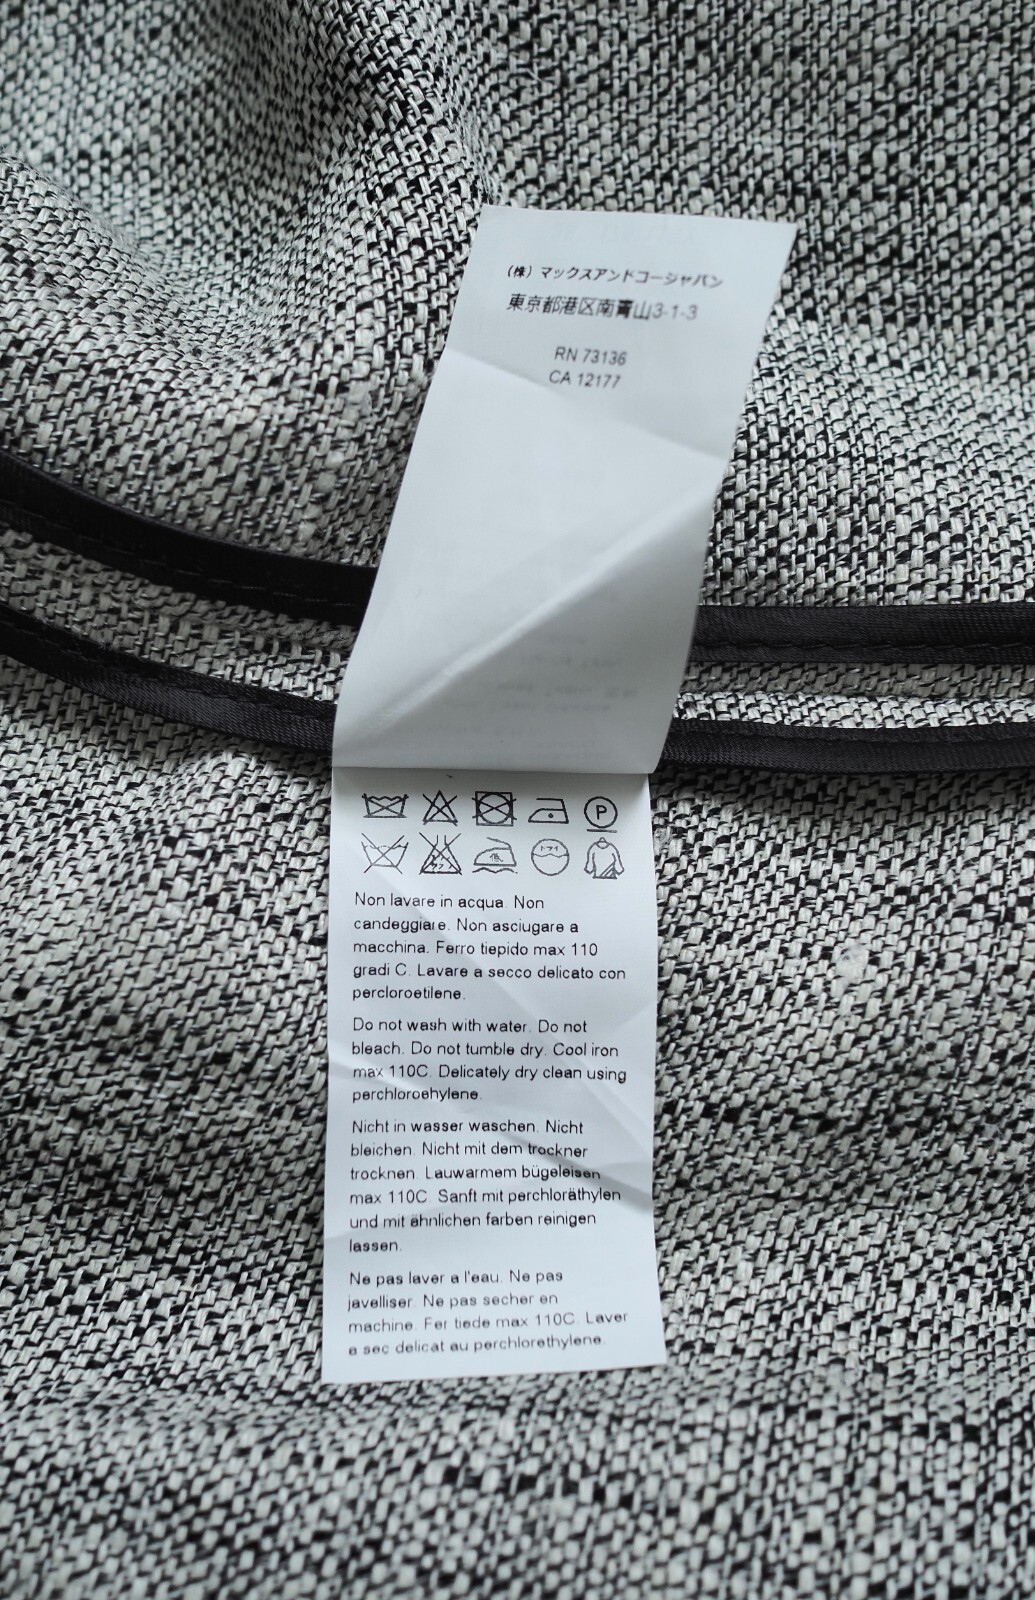 (株)マックスアンドコージャパン
東京都港区南青山3-1-3
RN 73136
CA 12177
P
ドライ
Non lavare in acqua. Non
candeggiare. Non asciugare a
macchina. Ferro tiepido max 110
gradi C. Lavare a secco delicato con
percloroetilene.
Do not wash with water. Do not
bleach. Do not tumble dry. Cool iron
max 110C. Delicately dry clean using
perchloroehylene.
Nicht in wasser waschen. Nicht
bleichen. Nicht mit dem trockner
trocknen. Lauwarmem bügeleisen
max 110C. Sanft mit perchloräthylen
und mit ähnlichen farben reinigen
lassen.
Ne pas laver a l'eau. Ne pas
javelliser. Ne pas secher en
machine. Fer tiede max 110C. Laver
a sec delicat au perchlorethylene.